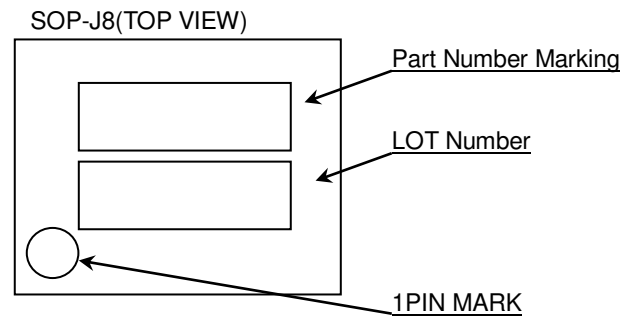 SOP-J8(TOP VIEW)
Part Number Marking
LOT Number
1PIN MARK